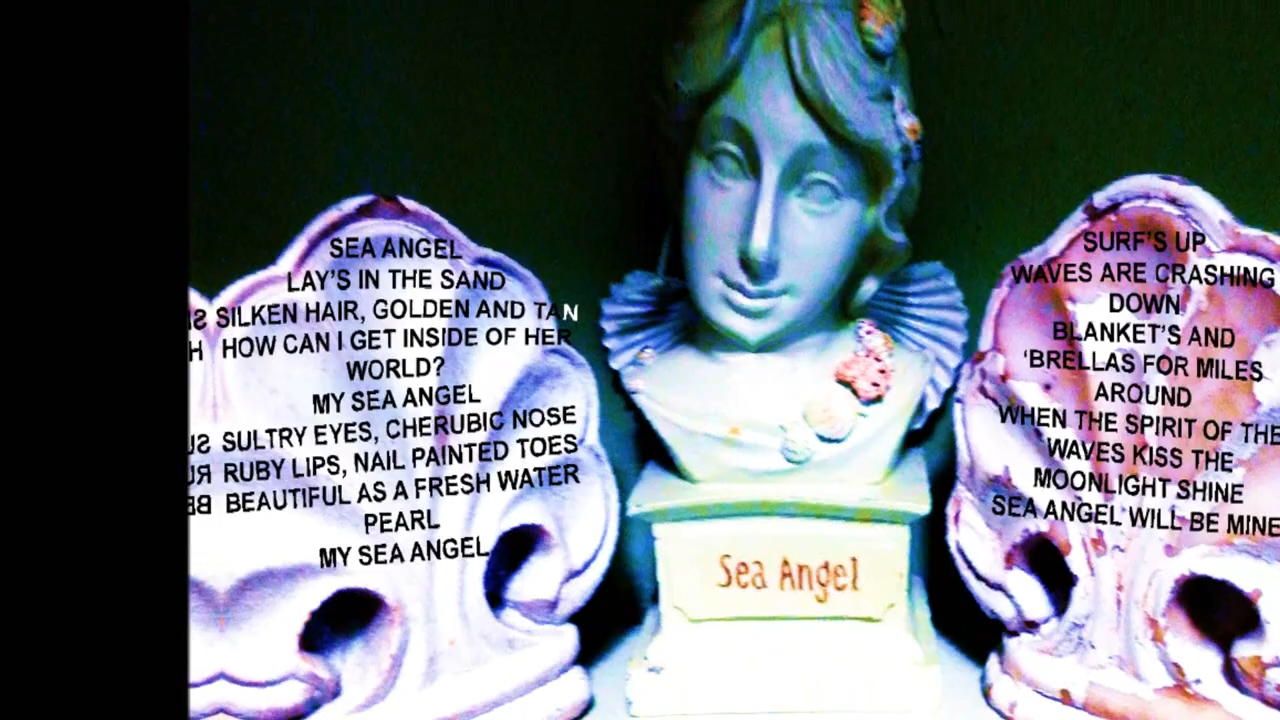 SEA ANGEL
LAY'S IN THE SAND
SILKEN HAIR, GOLDEN AND TAN
HOW CAN I GET INSIDE OF HER
WORLD?
MY SEA ANGEL
SULTRY EYES, CHERUBIC NOSE
RUBY LIPS, NAIL PAINTED TOES
BEAUTIFUL AS A FRESH WATER
PEARL
MY SEA ANGEL
Sea Angel
SURF'S UP
WAVES ARE CRASHING
DOWN
BLANKET'S AND
'BRELLAS FOR MILES
AROUND
WHEN THE SPIRIT OF THE
WAVES KISS THE
MOONLIGHT SHINE
SEA ANGEL WILL BE MINE